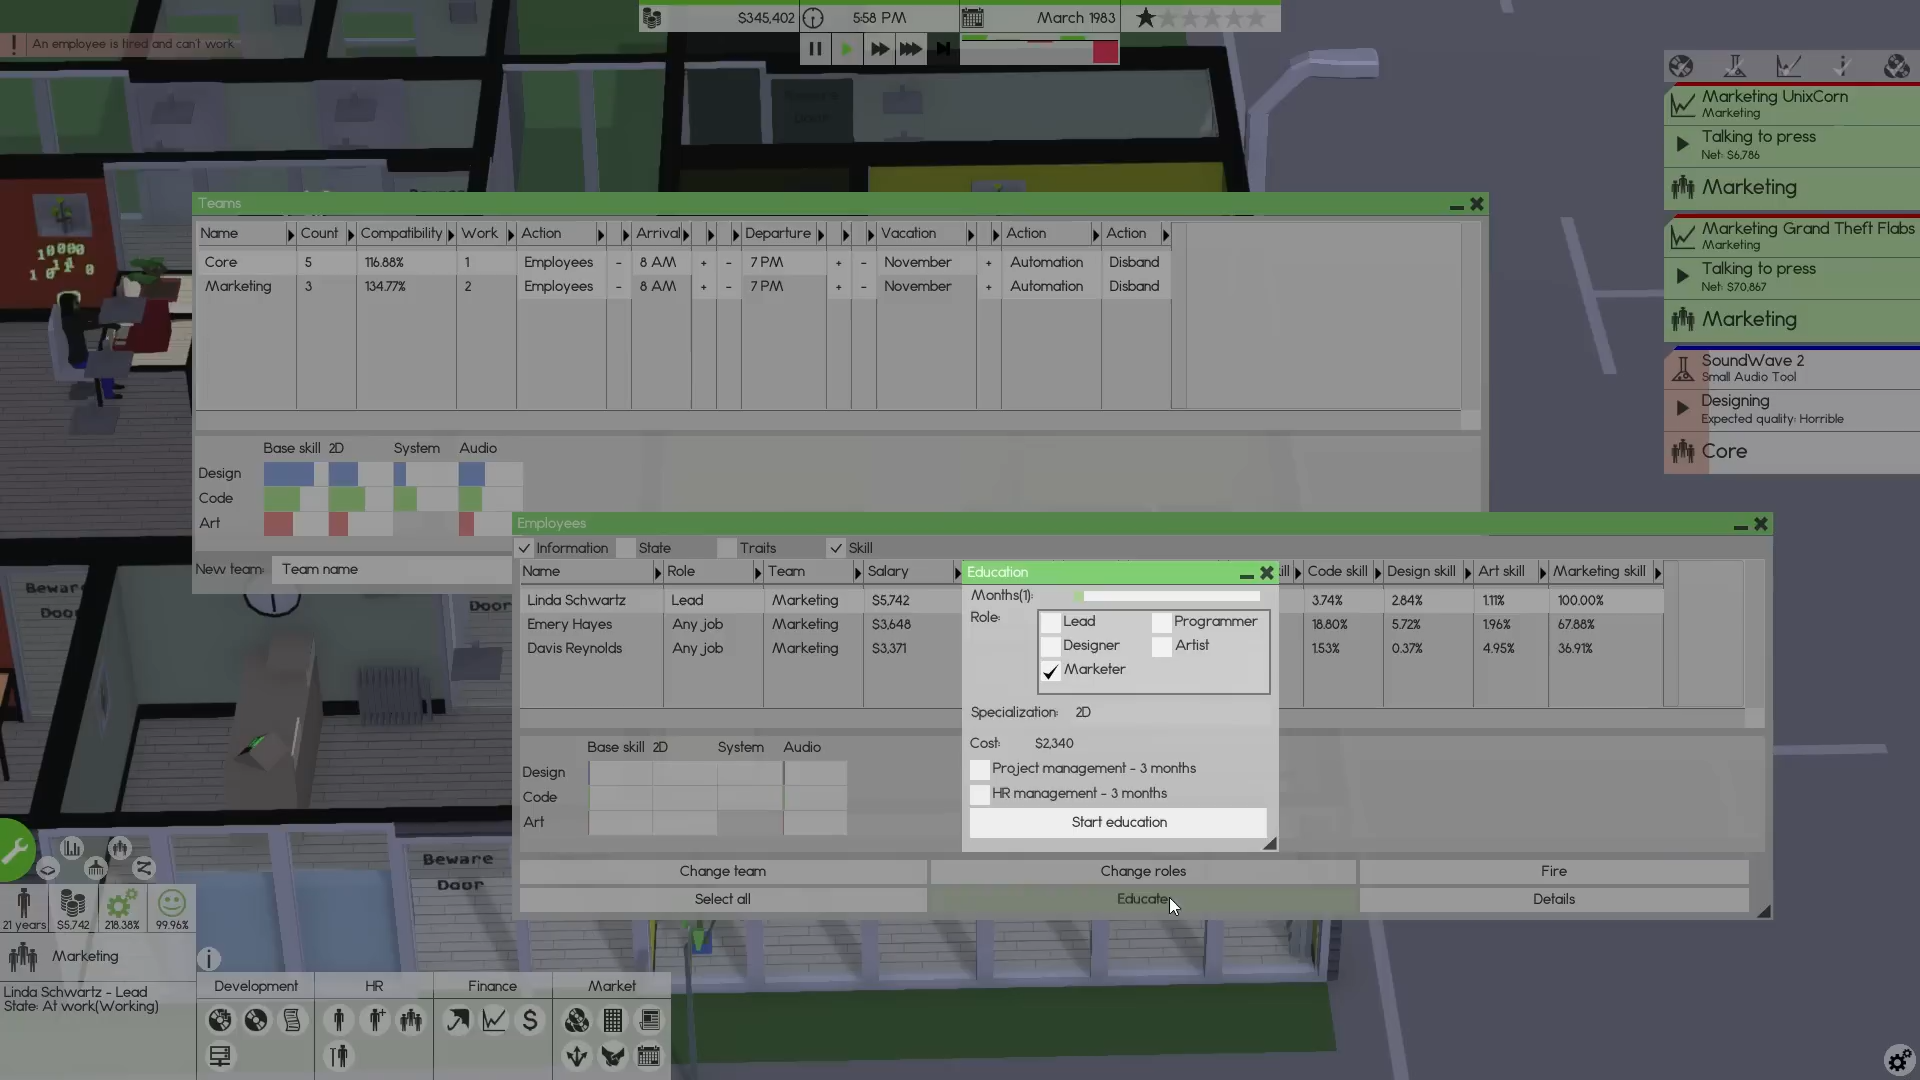 $345,402
5:58 PM
March 1983
An employee is tired and can't work
Marketing UnixCorn
Marketing
Talking to press
Net: $6,786
Marketing
Marketing Grand Theft Flabs
Marketing
Talking to press
Net: $70,867
Marketing
SoundWave 2
Small Audio Tool
Designing
Expected quality: Horrible
Core
Teams
Name Count Compatibility Work Action Arrival Departure Vacation Action Action
Core 5 116.88% 1 Employees - 8 AM + - 7 PM + - November + Automation Disband
Marketing 3 134.77% 2 Employees - 8 AM + - 7 PM + - November + Automation Disband
Base skill 2D System Audio
Design
Code
Art
New team: Team name
Employees
Information State Traits Skill
Name Role Team Salary Code skill Design skill Art skill Marketing skill
Linda Schwartz Lead Marketing $5,742 3.74% 2.84% 1.11% 100.00%
Emery Hayes Any job Marketing $3,648 18.80% 5.72% 1.96% 67.88%
Davis Reynolds Any job Marketing $3,371 1.53% 0.37% 4.95% 36.91%
Base skill 2D System Audio
Design
Code
Art
Change team Change roles Fire
Select all Educate Details
Education
Months(1):
Role:
Lead Programmer
Designer Artist
Marketer
Specialization: 2D
Cost: $2,340
Project management - 3 months
HR management - 3 months
Start education
Beware
Door
Beware
Door
21 years $5,742 218.38% 99.96%
Marketing
Linda Schwartz - Lead
State: At work(Working)
Development HR Finance Market